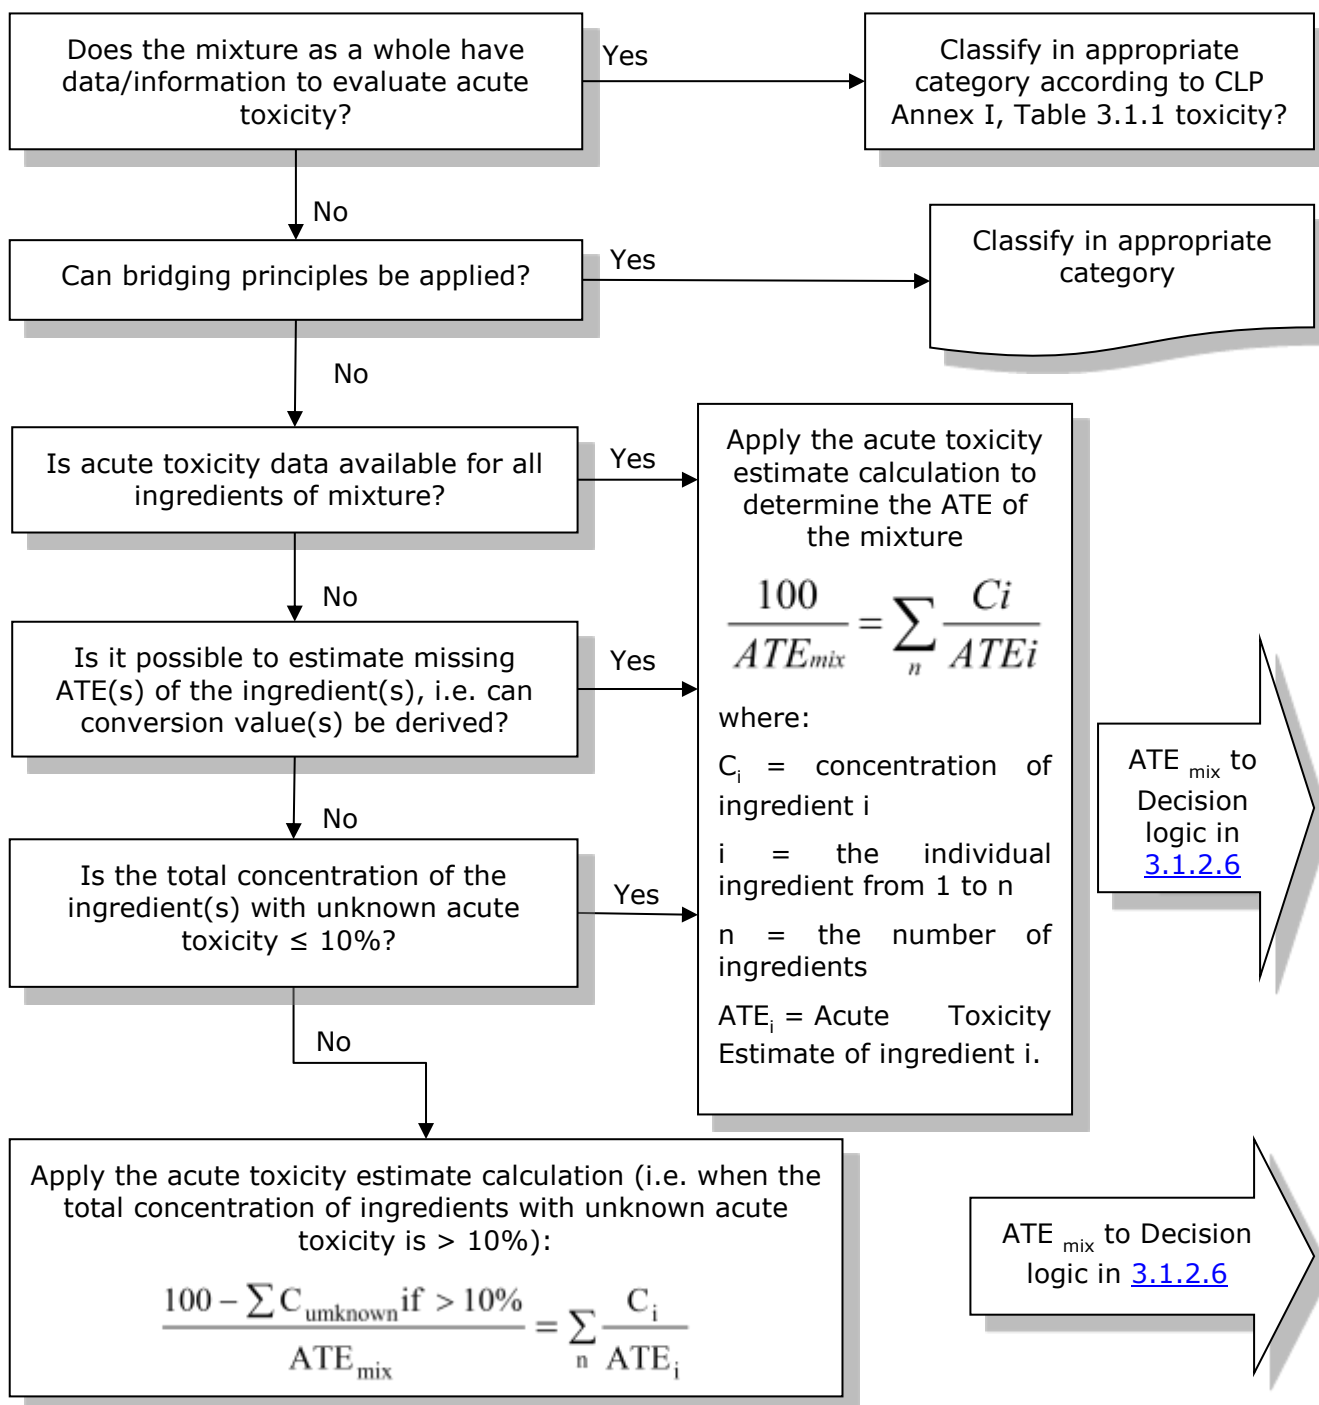 Does the mixture as a whole have
data/information to evaluate acute
toxicity?
Yes
Classify in appropriate
category according to CLP
Annex I, Table 3.1.1 toxicity?
No
Can bridging principles be applied?
Yes
Classify in appropriate
category
No
Is acute toxicity data available for all
ingredients of mixture?
Yes
Apply the acute toxicity
estimate calculation to
determine the ATE of
the mixture
100 / ATEmix = ∑n Ci / ATEi
where:
Ci = concentration of
ingredient i
i = the individual
ingredient from 1 to n
n = the number of
ingredients
ATEi = Acute Toxicity
Estimate of ingredient i.
No
Is it possible to estimate missing
ATE(s) of the ingredient(s), i.e. can
conversion value(s) be derived?
Yes
ATE mix to
Decision
logic in
3.1.2.6
No
Is the total concentration of the
ingredient(s) with unknown acute
toxicity ≤ 10%?
Yes
No
Apply the acute toxicity estimate calculation (i.e. when the
total concentration of ingredients with unknown acute
toxicity is > 10%):
100 − ∑ Cumknown if > 10% / ATEmix = ∑n Ci / ATEi
ATE mix to Decision
logic in 3.1.2.6